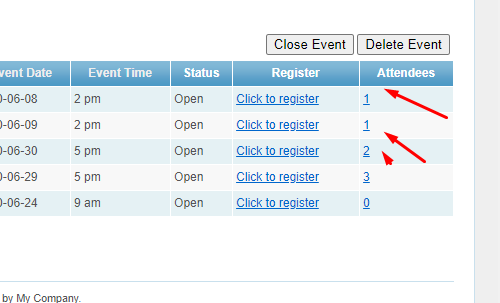 Close Event Delete Event
vent Date Event Time Status Register Attendees
0-06-08 2 pm Open Click to register 1
0-06-09 2 pm Open Click to register 1
0-06-30 5 pm Open Click to register 2
0-06-29 5 pm Open Click to register 3
0-06-24 9 am Open Click to register 0
by My Company.